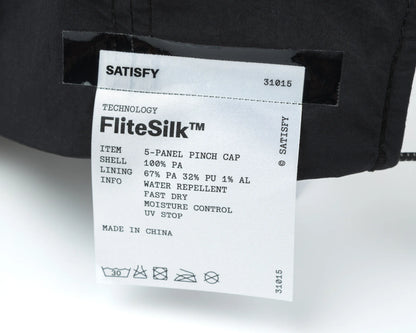 SATISFY 31015
TECHNOLOGY
FliteSilk™
ITEM 5-PANEL PINCH CAP
SHELL 100% PA
LINING 67% PA 32% PU 1% AL
INFO WATER REPELLENT
FAST DRY
MOISTURE CONTROL
UV STOP
MADE IN CHINA
30
© SATISFY
31015